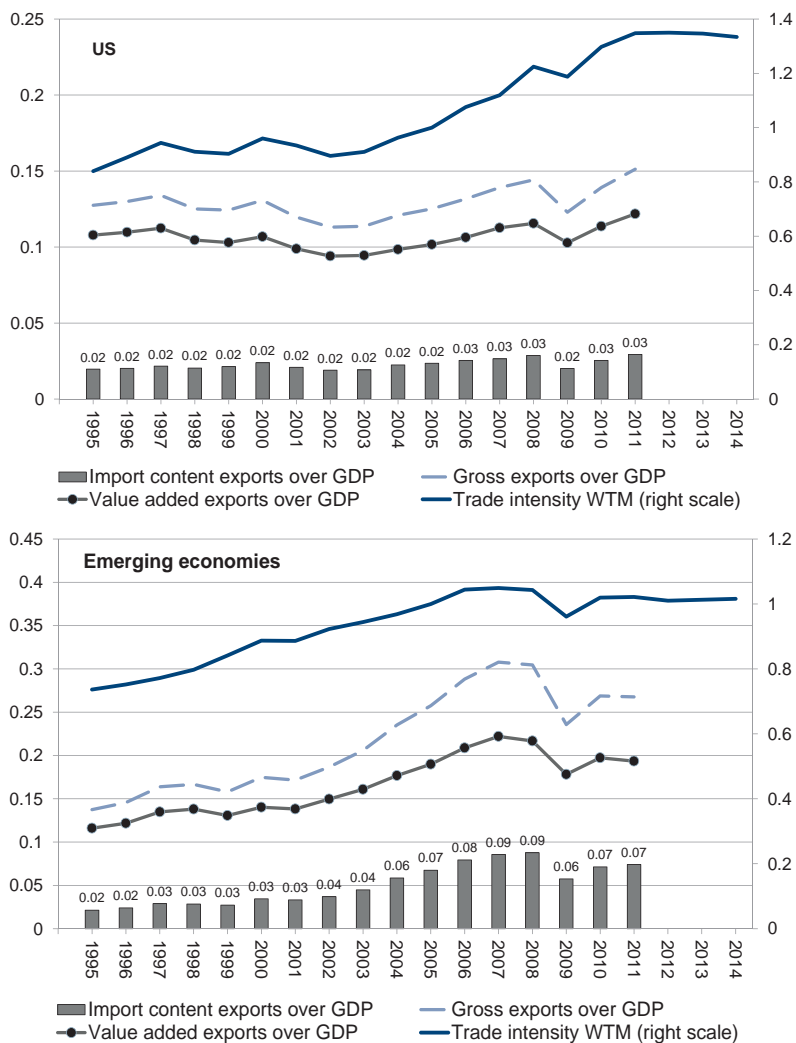 0.25 1.4
US
1.2
0.2
1
0.15 0.8
0.6
0.1
0.4
0.05
0.02 0.02 0.02 0.02 0.02 0.02 0.02 0.02 0.02 0.02 0.02 0.03 0.03 0.03 0.02 0.03 0.03
0.2
0 0
1995 1996 1997 1998 1999 2000 2001 2002 2003 2004 2005 2006 2007 2008 2009 2010 2011 2012 2013 2014
Import content exports over GDP Gross exports over GDP
Value added exports over GDP Trade intensity WTM (right scale)
0.45 1.2
Emerging economies
0.4
1
0.35
0.3 0.8
0.25
0.6
0.2
0.15 0.4
0.1
0.02 0.02 0.03 0.03 0.03 0.03 0.03 0.04 0.04 0.06 0.07 0.08 0.09 0.09 0.06 0.07 0.07
0.2
0.05
0 0
1995 1996 1997 1998 1999 2000 2001 2002 2003 2004 2005 2006 2007 2008 2009 2010 2011 2012 2013 2014
Import content exports over GDP Gross exports over GDP
Value added exports over GDP Trade intensity WTM (right scale)